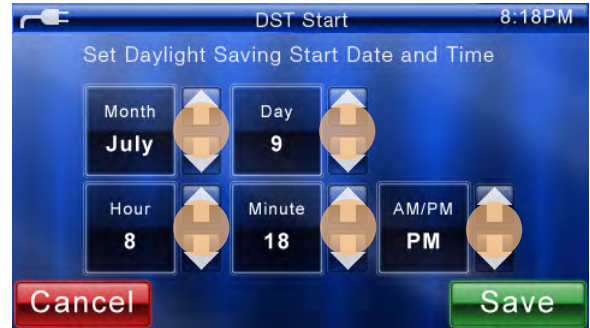 DST Start 8:18PM
Set Daylight Saving Start Date and Time
Month Day
July 9
Hour Minute AM/PM
8 18 PM
Cancel Save